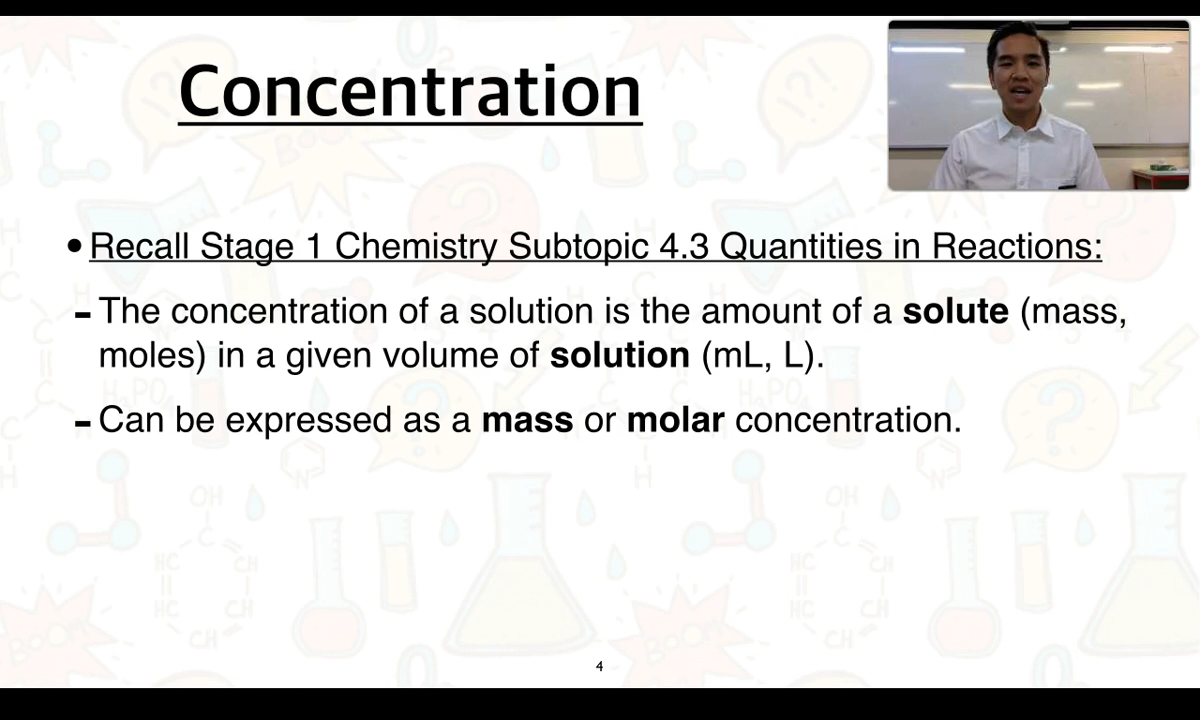 Concentration
•Recall Stage 1 Chemistry Subtopic 4.3 Quantities in Reactions:
-The concentration of a solution is the amount of a solute (mass,
moles) in a given volume of solution (mL, L).
-Can be expressed as a mass or molar concentration.
4